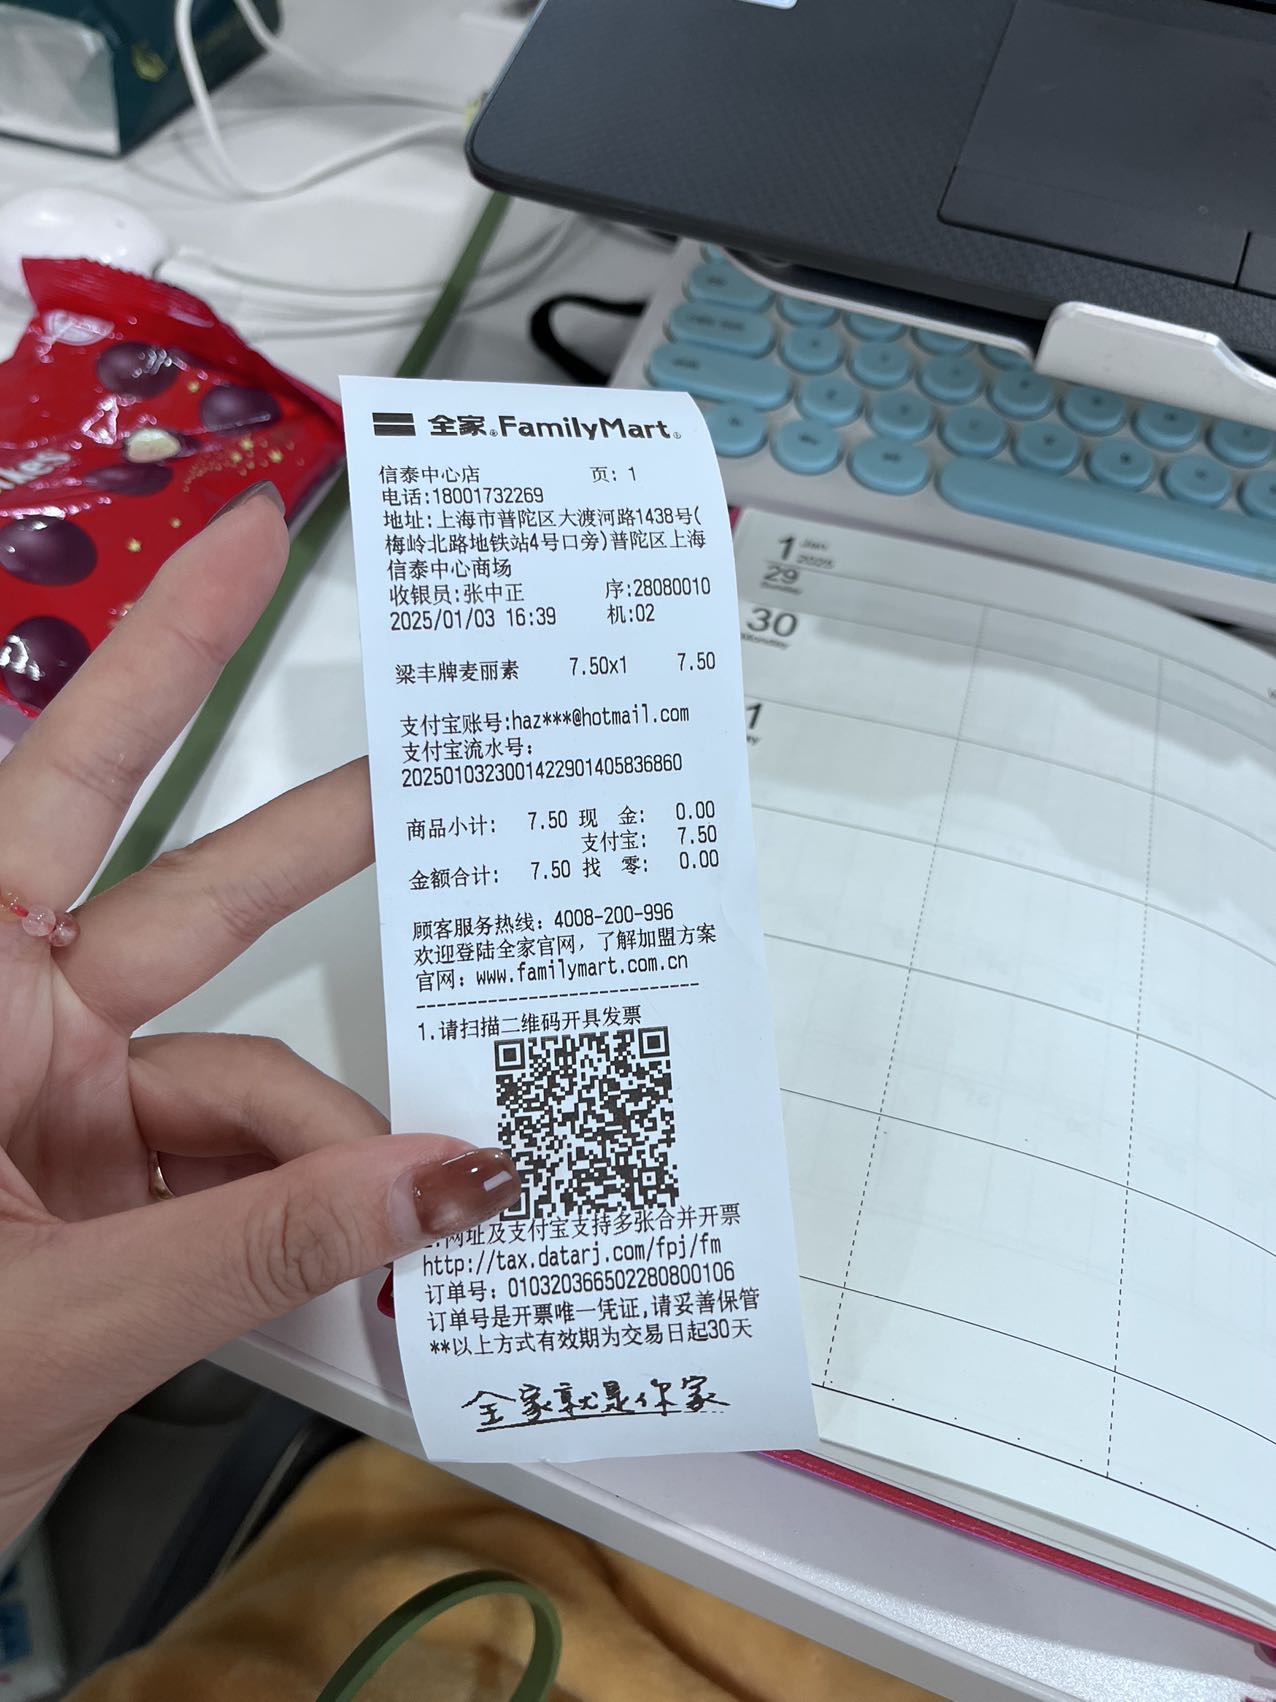 全家®FamilyMart®
信泰中心店 页: 1
电话:18001732269
地址:上海市普陀区大渡河路1438号(
梅岭北路地铁站4号口旁)普陀区上海
信泰中心商场
收银员:张中正 序:28080010
2025/01/03 16:39 机:02
梁丰牌麦丽素 7.50x1 7.50
支付宝账号:haz***@hotmail.com
支付宝流水号:
2025010323001422901405836860
商品小计: 7.50 现 金: 0.00
支付宝: 7.50
金额合计: 7.50 找 零: 0.00
顾客服务热线: 4008-200-996
欢迎登陆全家官网, 了解加盟方案
官网: www.familymart.com.cn
1.请扫描二维码开具发票
网址及支付宝支持多张合并开票
http://tax.datarj.com/fpj/fm
订单号: 0103203665022808​00106
订单号是开票唯一凭证,请妥善保管
**以上方式有效期为交易日起30天
全家就是你家
1 Jan
2025
29
30
Monday